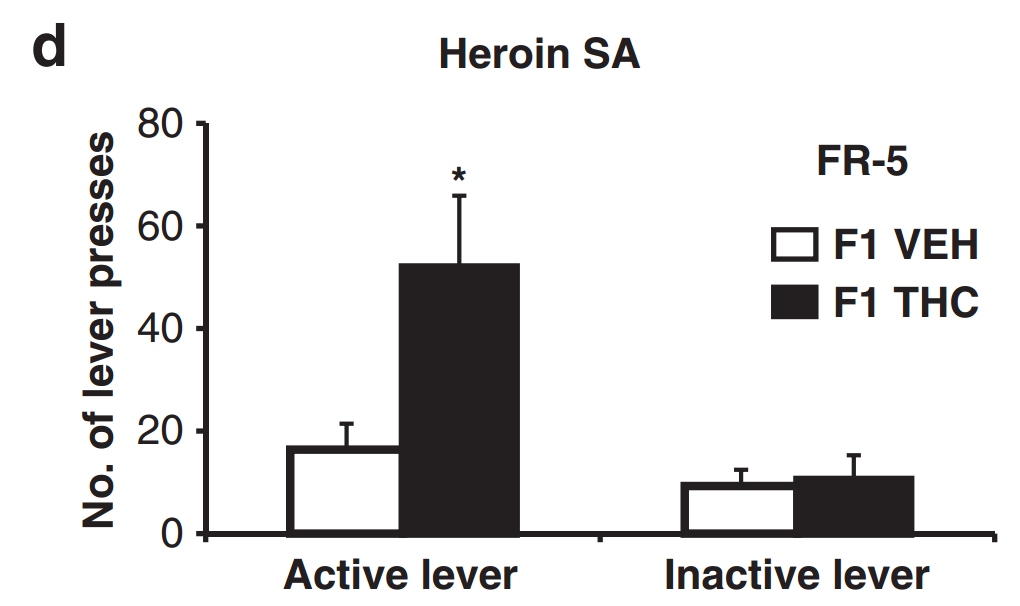 d
Heroin SA
No. of lever presses
80
60
40
20
0
*
FR-5
F1 VEH
F1 THC
Active lever
Inactive lever